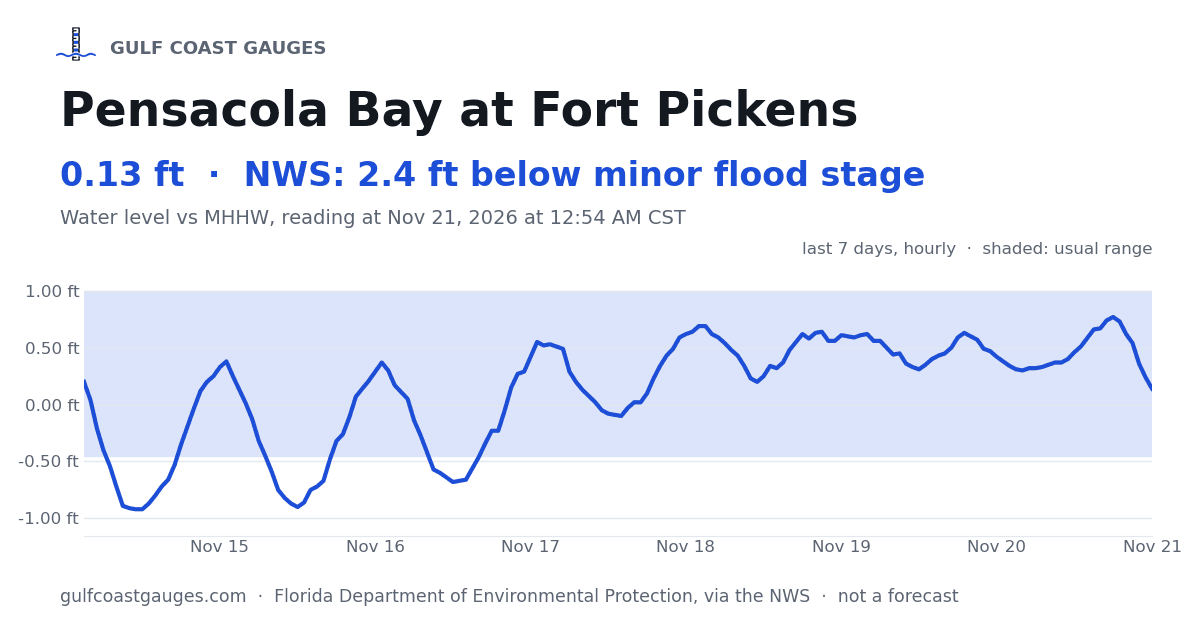 GULF COAST GAUGES
Pensacola Bay at Fort Pickens
0.13 ft · NWS: 2.4 ft below minor flood stage
Water level vs MHHW, reading at Nov 21, 2026 at 12:54 AM CST
last 7 days, hourly · shaded: usual range
1.00 ft
0.50 ft
0.00 ft
-0.50 ft
-1.00 ft
Nov 15 Nov 16 Nov 17 Nov 18 Nov 19 Nov 20 Nov 21
gulfcoastgauges.com · Florida Department of Environmental Protection, via the NWS · not a forecast